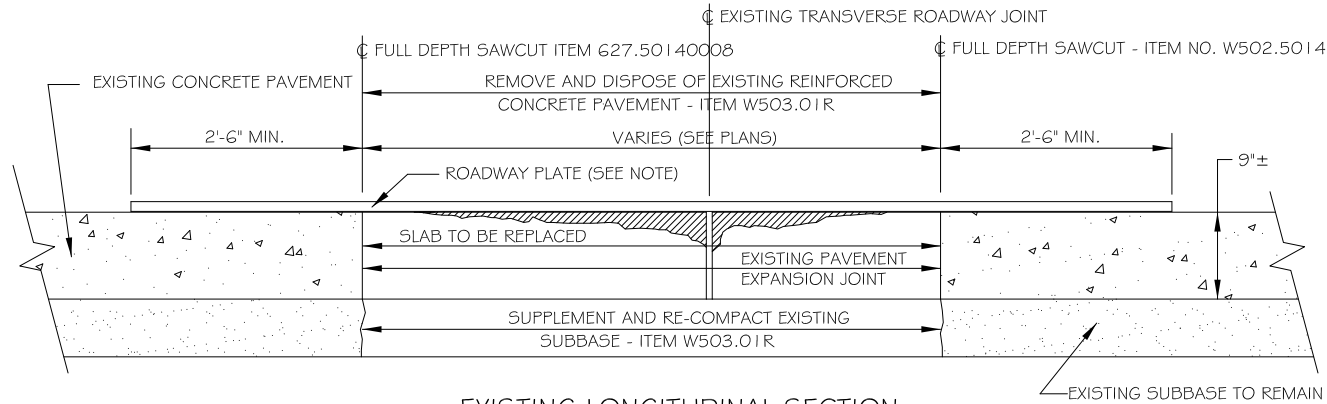 ℄ EXISTING TRANSVERSE ROADWAY JOINT
℄ FULL DEPTH SAWCUT ITEM 627.50140008
℄ FULL DEPTH SAWCUT - ITEM NO. W502.5014
EXISTING CONCRETE PAVEMENT
REMOVE AND DISPOSE OF EXISTING REINFORCED
CONCRETE PAVEMENT - ITEM W503.01R
2'-6" MIN.
VARIES (SEE PLANS)
2'-6" MIN.
9"±
ROADWAY PLATE (SEE NOTE)
SLAB TO BE REPLACED
EXISTING PAVEMENT
EXPANSION JOINT
SUPPLEMENT AND RE-COMPACT EXISTING
SUBBASE - ITEM W503.01R
EXISTING SUBBASE TO REMAIN
EXISTING LONGITUDINAL SECTION